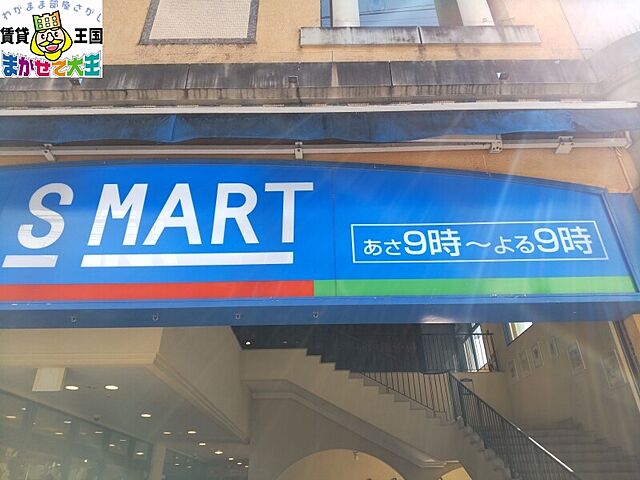 わがまま部屋さがし
賃貸王国
まかせて大王
S MART
あさ9時～よる9時